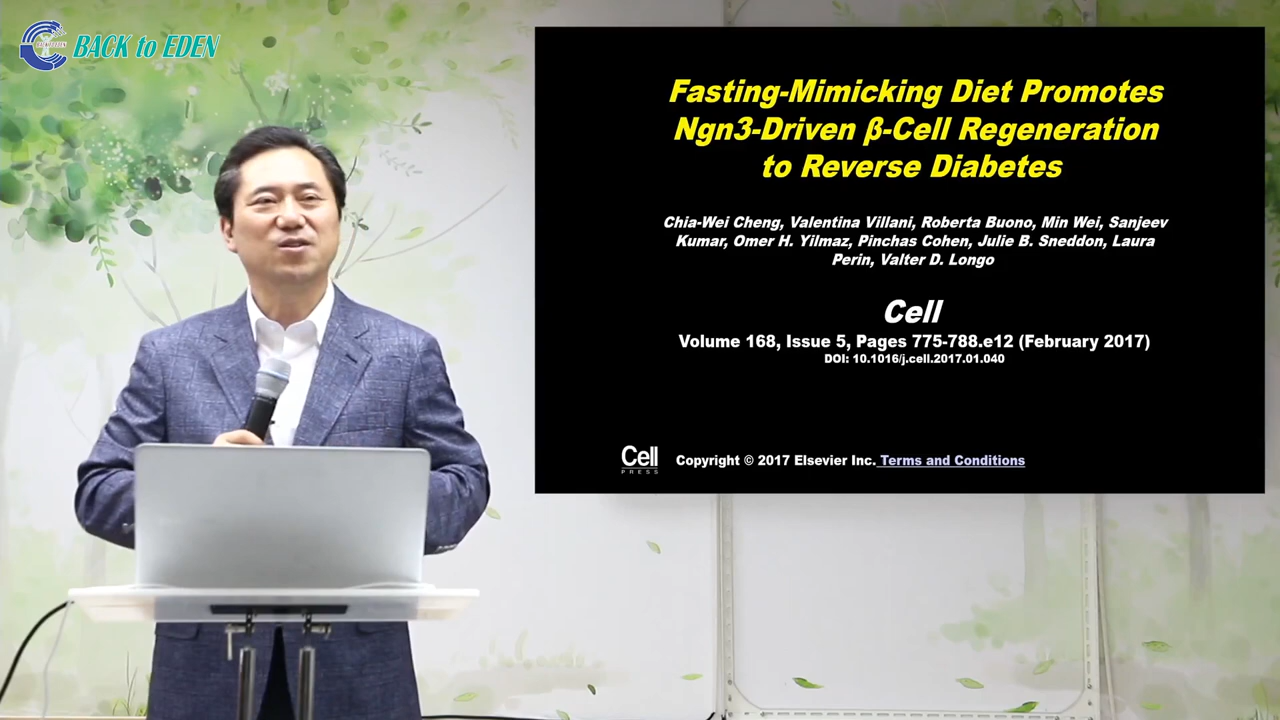 BACK to EDEN
Fasting-Mimicking Diet Promotes
Ngn3-Driven β-Cell Regeneration
to Reverse Diabetes
Chia-Wei Cheng, Valentina Villani, Roberta Buono, Min Wei, Sanjeev
Kumar, Omer H. Yilmaz, Pinchas Cohen, Julie B. Sneddon, Laura
Perin, Valter D. Longo
Cell
Volume 168, Issue 5, Pages 775-788.e12 (February 2017)
DOI: 10.1016/j.cell.2017.01.040
Cell
PRESS
Copyright © 2017 Elsevier Inc. Terms and Conditions